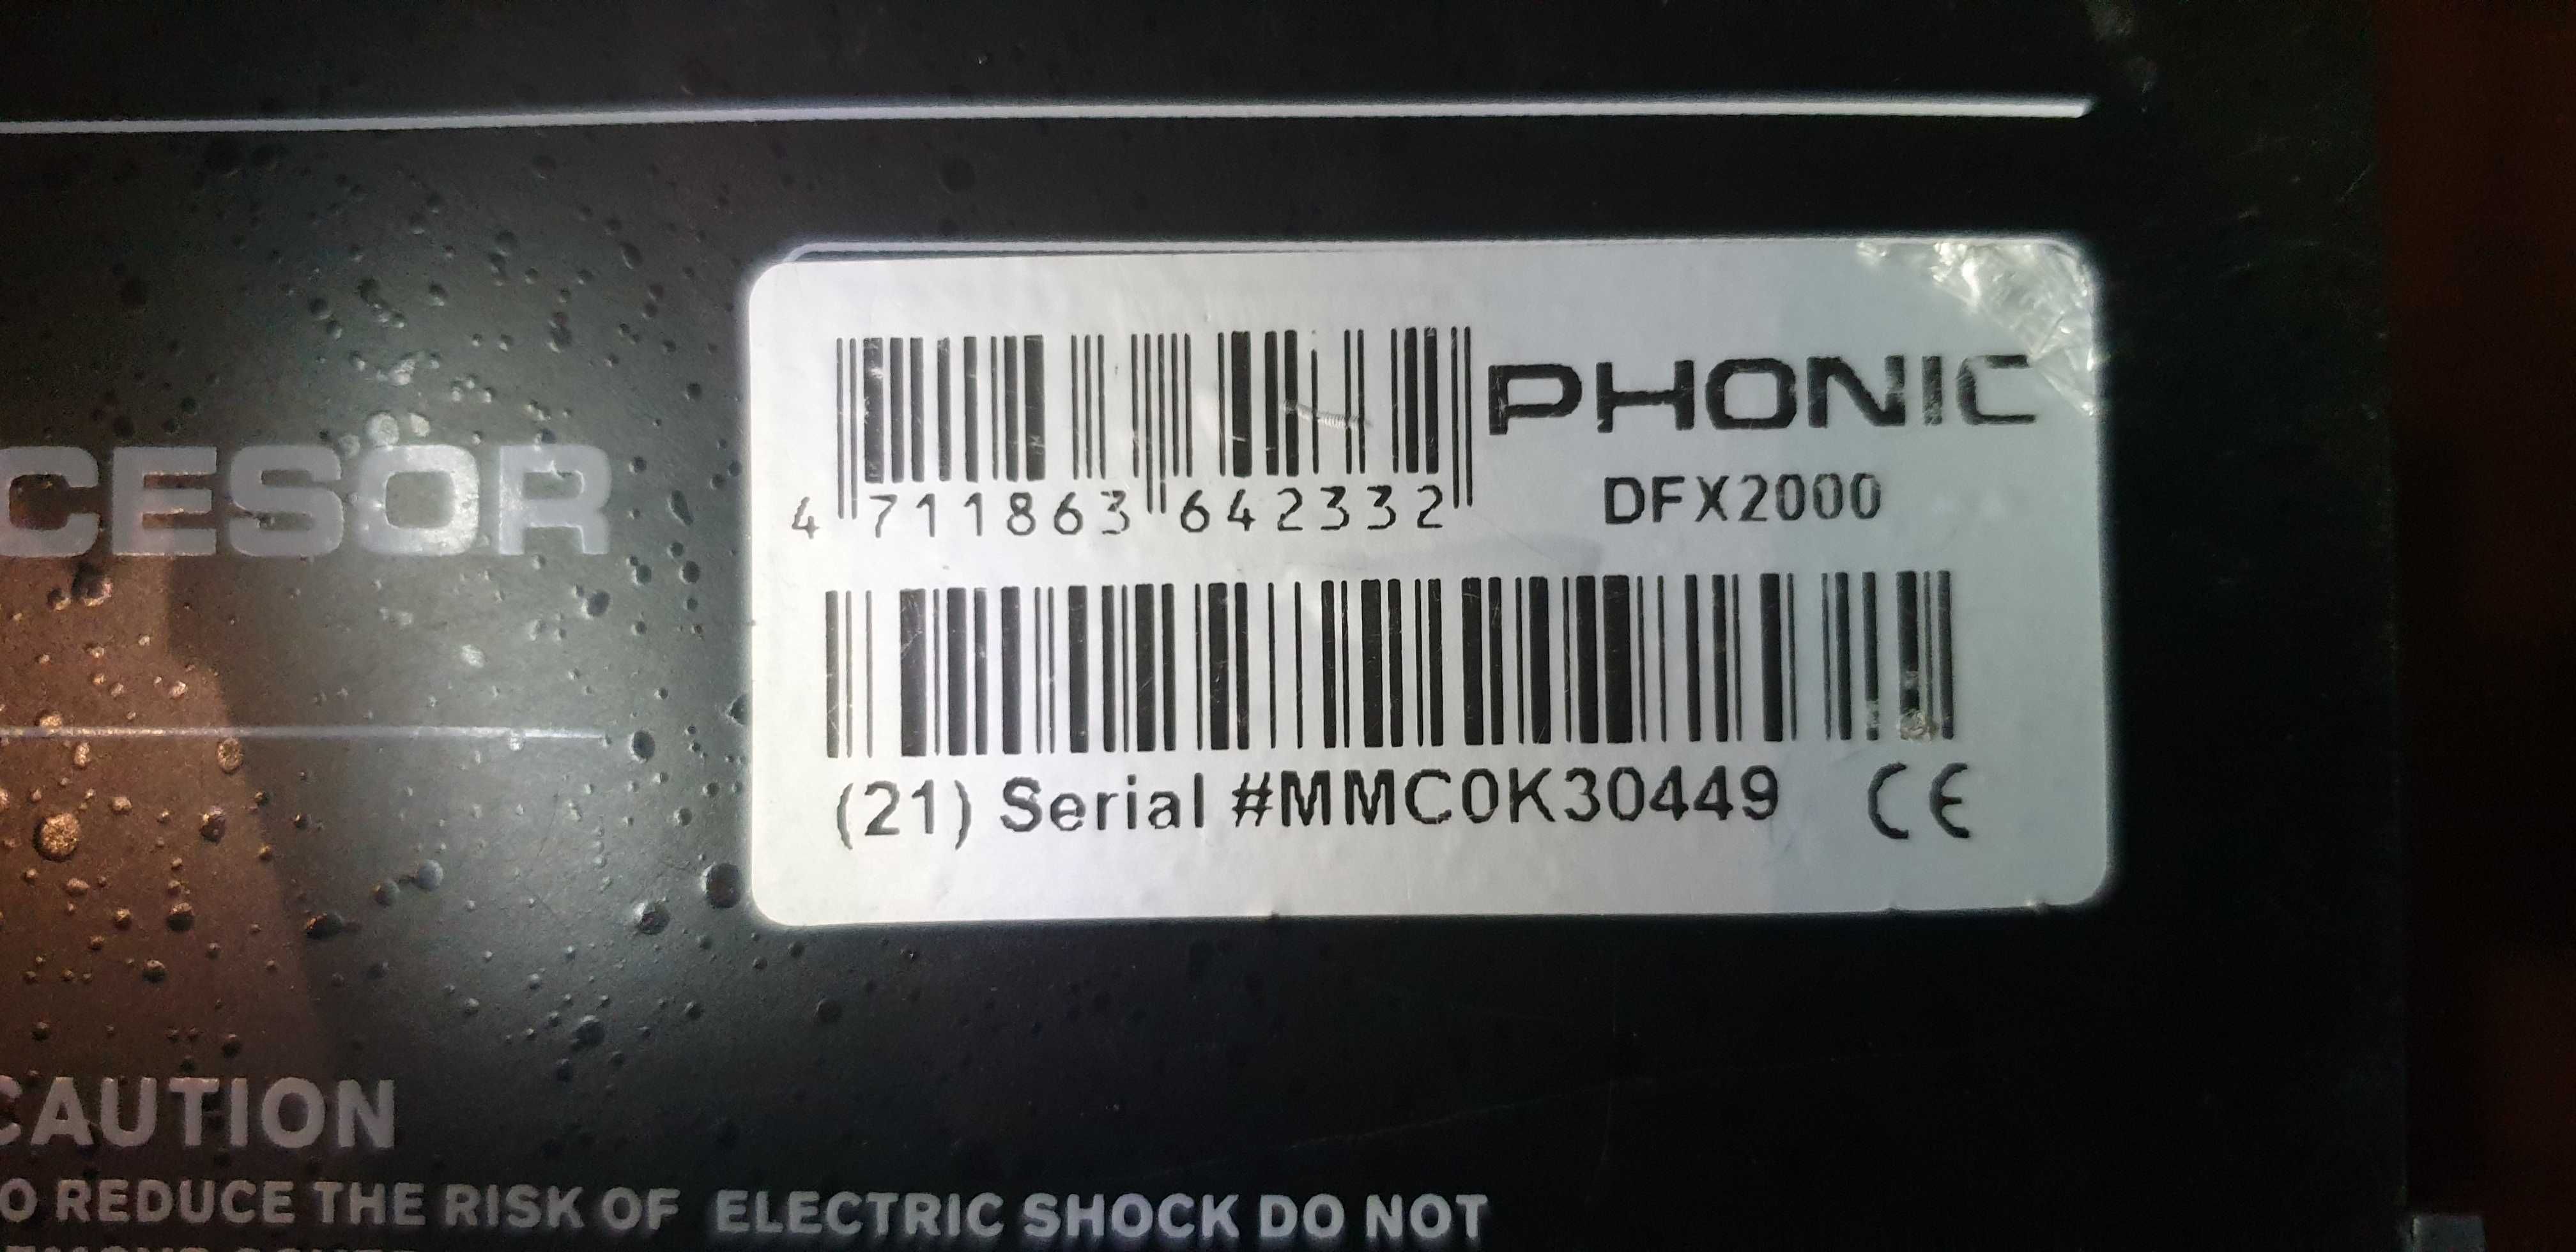 PHONIC
4 711863 642332
DFX2000
CESOR
(21) Serial #MMC0K30449 CE
CAUTION
O REDUCE THE RISK OF ELECTRIC SHOCK DO NOT